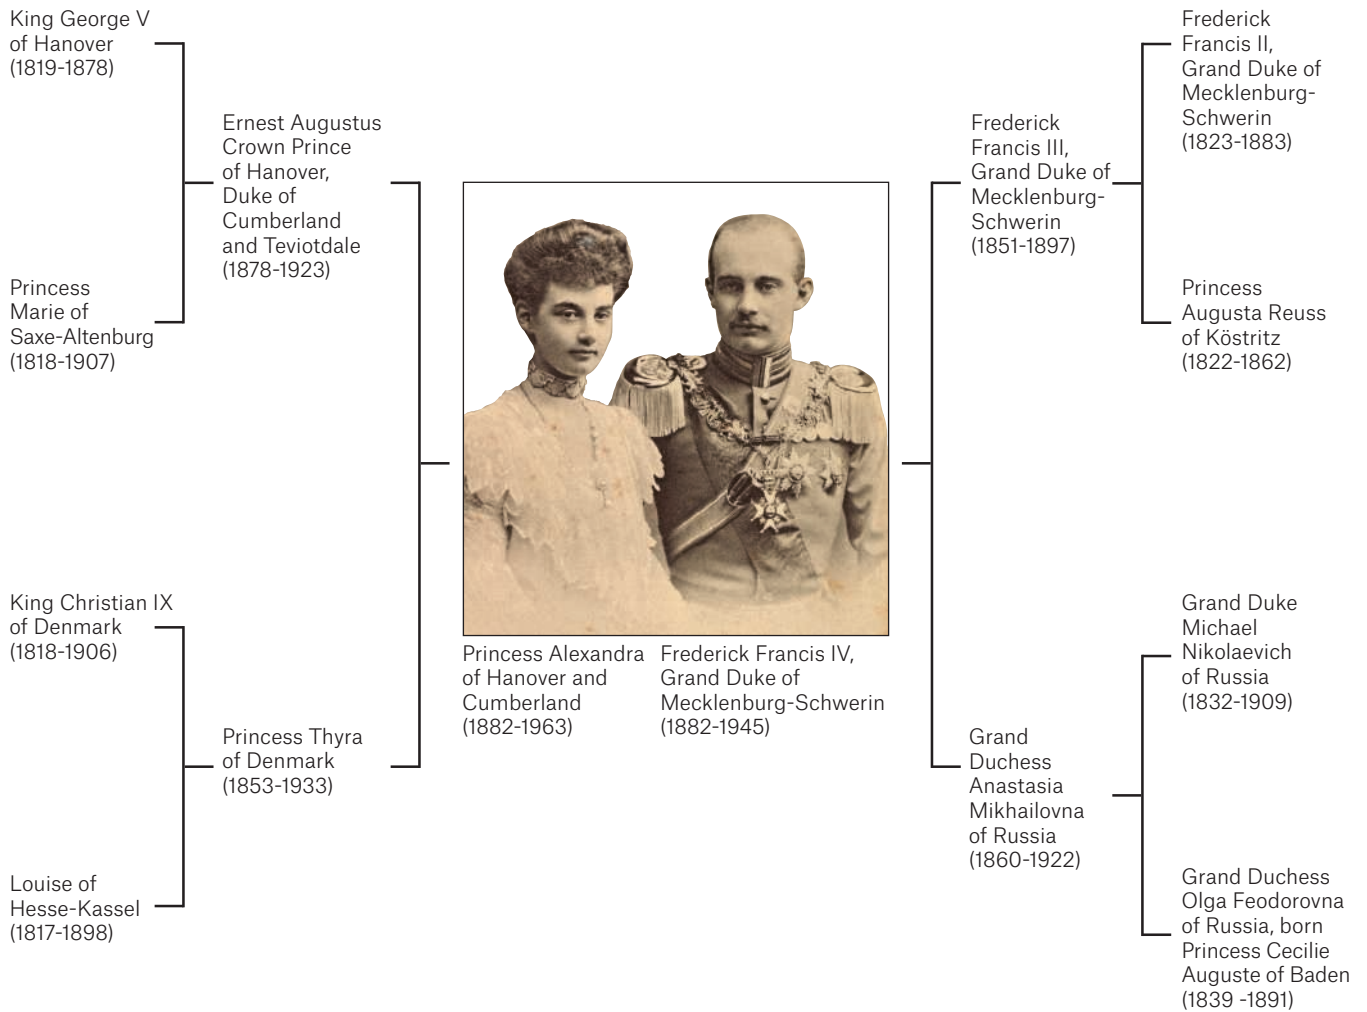 King George V
of Hanover
(1819-1878)
Princess
Marie of
Saxe-Altenburg
(1818-1907)
Ernest Augustus
Crown Prince
of Hanover,
Duke of
Cumberland
and Teviotdale
(1878-1923)
King Christian IX
of Denmark
(1818-1906)
Louise of
Hesse-Kassel
(1817-1898)
Princess Thyra
of Denmark
(1853-1933)
Princess Alexandra
of Hanover and
Cumberland
(1882-1963)
Frederick Francis IV,
Grand Duke of
Mecklenburg-Schwerin
(1882-1945)
Frederick
Francis III,
Grand Duke of
Mecklenburg-
Schwerin
(1851-1897)
Frederick
Francis II,
Grand Duke of
Mecklenburg-
Schwerin
(1823-1883)
Princess
Augusta Reuss
of Köstritz
(1822-1862)
Grand
Duchess
Anastasia
Mikhailovna
of Russia
(1860-1922)
Grand Duke
Michael
Nikolaevich
of Russia
(1832-1909)
Grand Duchess
Olga Feodorovna
of Russia, born
Princess Cecilie
Auguste of Baden
(1839 -1891)